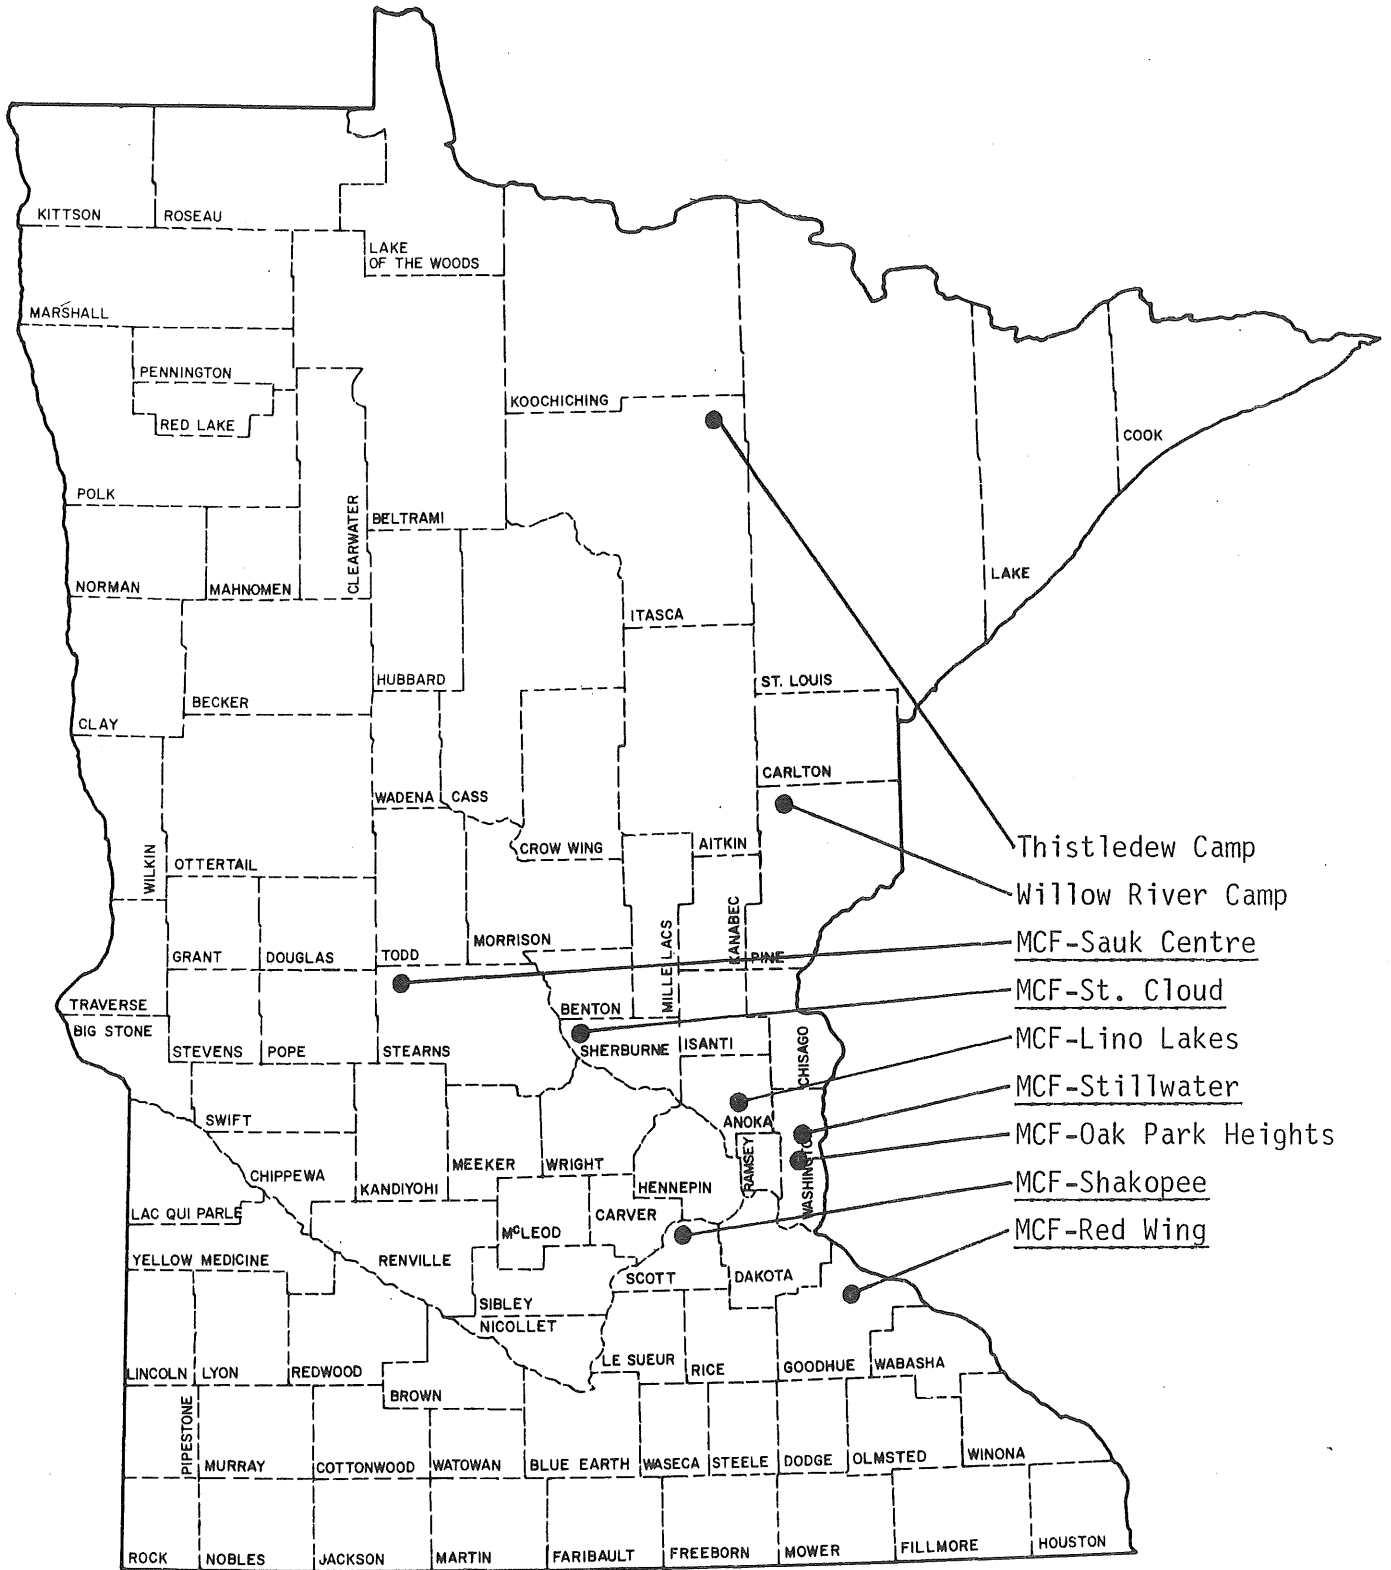 KITTSON
ROSEAU
LAKE
OF THE WOODS
MARSHALL
PENNINGTON
RED LAKE
KOOCHICHING
COOK
POLK
CLEARWATER
BELTRAMI
LAKE
NORMAN
MAHNOMEN
ITASCA
HUBBARD
ST. LOUIS
BECKER
CLAY
CARLTON
WADENA
CASS
WILKIN
OTTERTAIL
CROW WING
AITKIN
Thistledew Camp
Willow River Camp
MCF-Sauk Centre
MCF-St. Cloud
MCF-Lino Lakes
MCF-Stillwater
MCF-Oak Park Heights
MCF-Shakopee
MCF-Red Wing
GRANT
DOUGLAS
TODD
MORRISON
MILLE LACS
KANABEC
PINE
TRAVERSE
BIG STONE
STEVENS
POPE
STEARNS
BENTON
SHERBURNE
ISANTI
CHISAGO
SWIFT
ANOKA
RAMSEY
WASHINGTON
CHIPPEWA
KANDIYOHI
MEEKER
WRIGHT
HENNEPIN
LAC QUI PARLE
McLEOD
CARVER
YELLOW MEDICINE
RENVILLE
SCOTT
DAKOTA
SIBLEY
NICOLLET
LINCOLN
LYON
REDWOOD
LE SUEUR
RICE
GOODHUE
WABASHA
BROWN
PIPESTONE
MURRAY
COTTONWOOD
WATOWAN
BLUE EARTH
WASECA
STEELE
DODGE
OLMSTED
WINONA
ROCK
NOBLES
JACKSON
MARTIN
FARIBAULT
FREEBORN
MOWER
FILLMORE
HOUSTON